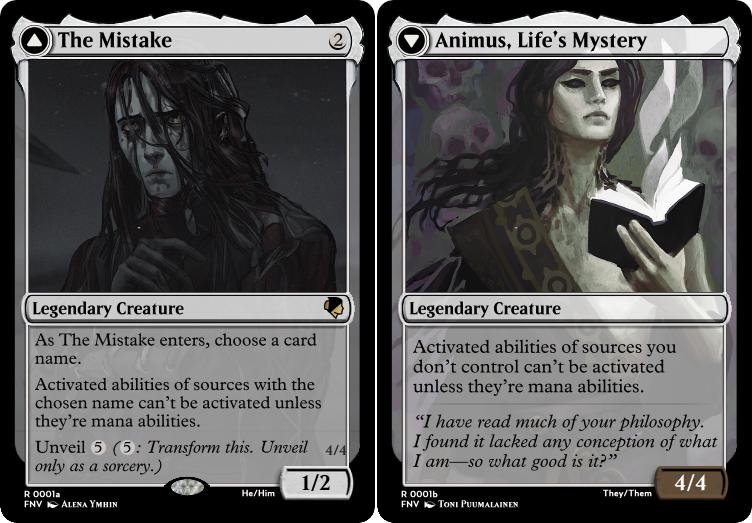 The Mistake 2
Legendary Creature
As The Mistake enters, choose a card
name.
Activated abilities of sources with the
chosen name can't be activated unless
they're mana abilities.
Unveil 5 (5: Transform this. Unveil
only as a sorcery.)
4/4
1/2
R 0001a
He/Him
FNV Alena Ymhin
Animus, Life's Mystery
Legendary Creature
Activated abilities of sources you
don't control can't be activated
unless they're mana abilities.
“I have read much of your philosophy.
I found it lacked any conception of what
I am—so what good is it?”
4/4
R 0001b
They/Them
FNV Toni Puumalainen